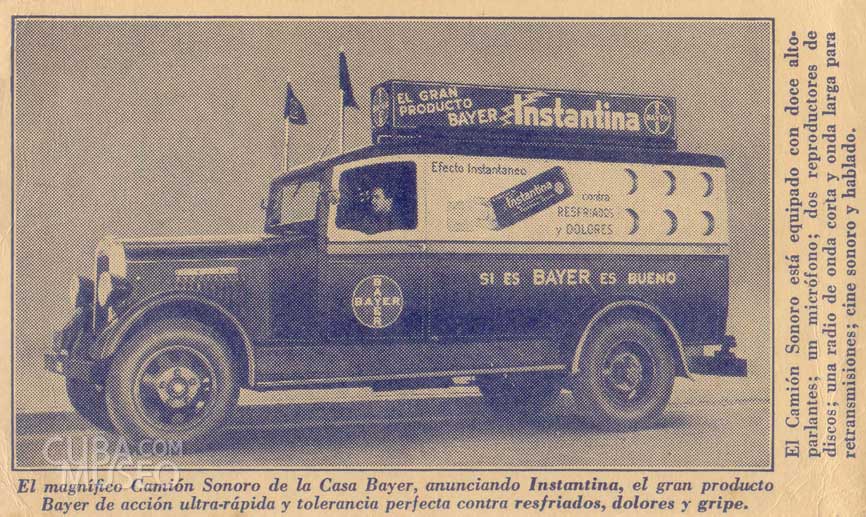 EL GRAN
PRODUCTO
BAYER Instantina
BAYER
Efecto Instantaneo
Instantina
contra
RESFRIADOS
y DOLORES
SI ES BAYER ES BUENO
BAYER
BAYER
CUBA.COM
MUSEO
El magnífico Camión Sonoro de la Casa Bayer, anunciando Instantina, el gran producto
Bayer de acción ultra-rápida y tolerancia perfecta contra resfriados, dolores y gripe.
El Camión Sonoro está equipado con doce alto-
parlantes; un micrófono; dos reproductores de
discos; una radio de onda corta y onda larga para
retransmisiones; cine sonoro y hablado.